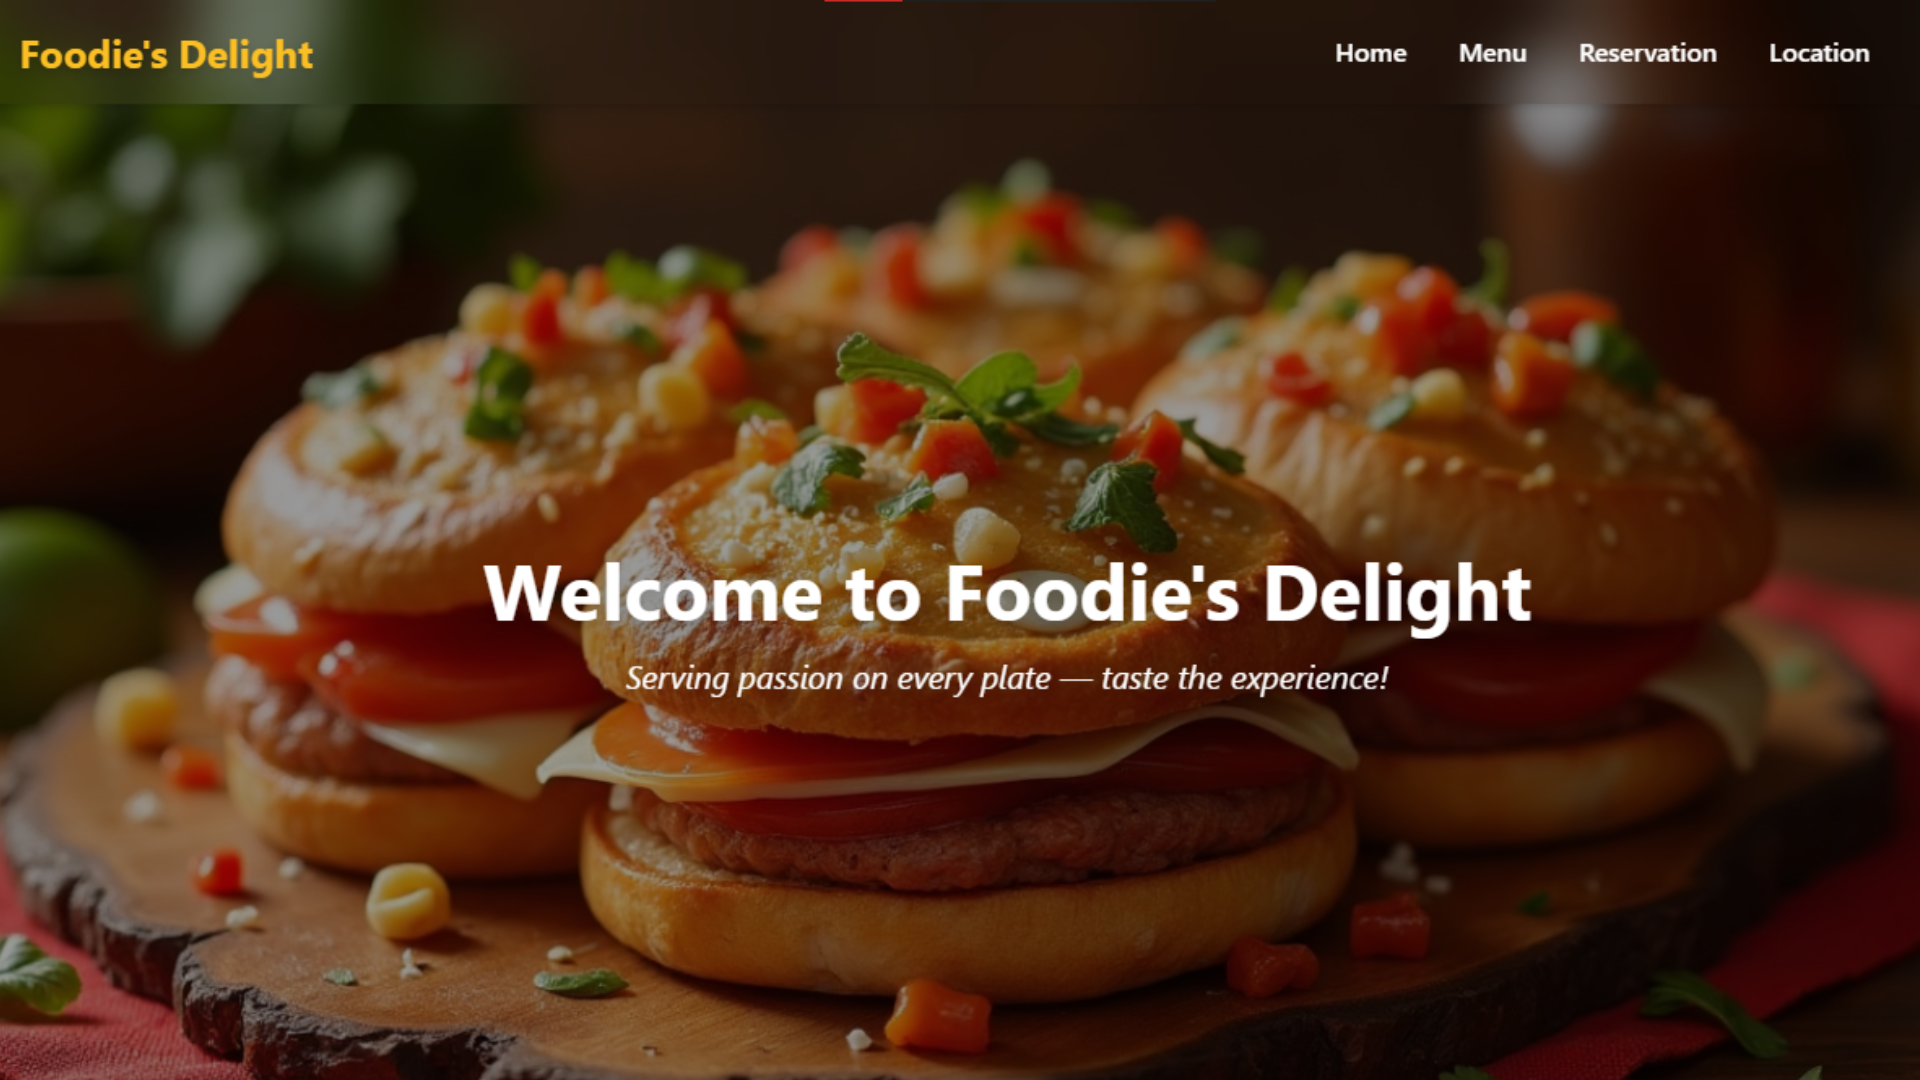 Foodie's Delight
Home Menu Reservation Location
Welcome to Foodie's Delight
Serving passion on every plate — taste the experience!